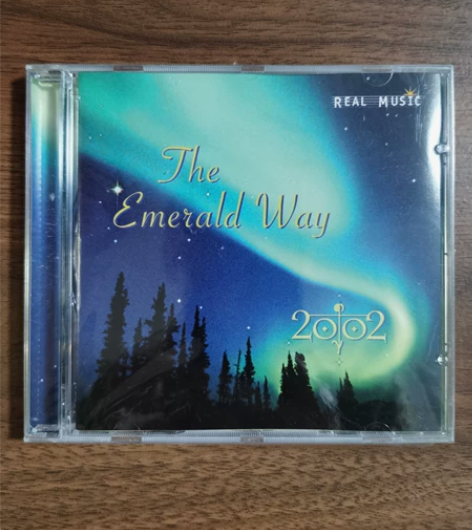 REAL MUSIC
The
Emerald Way
2002